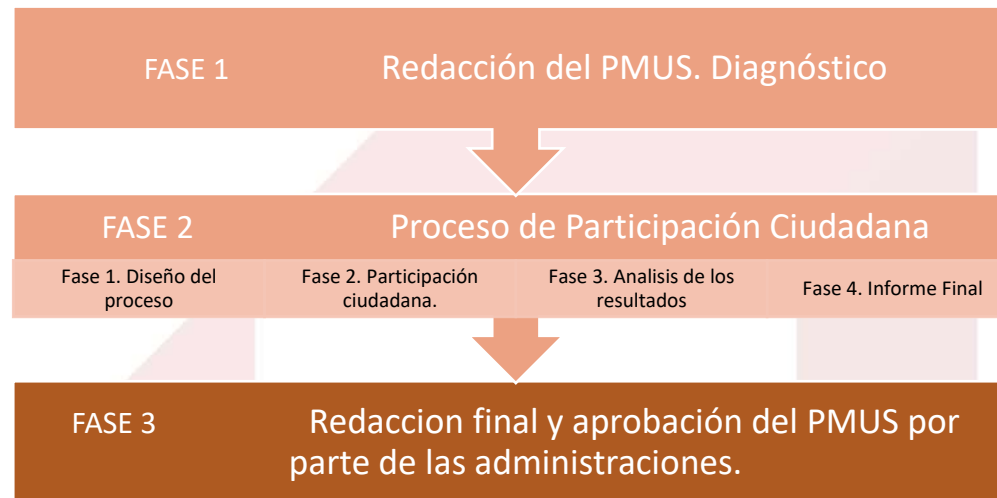 FASE 1 Redacción del PMUS. Diagnóstico
FASE 2 Proceso de Participación Ciudadana
Fase 1. Diseño del
proceso
Fase 2. Participación
ciudadana.
Fase 3. Analisis de los
resultados
Fase 4. Informe Final
FASE 3 Redaccion final y aprobación del PMUS por
parte de las administraciones.